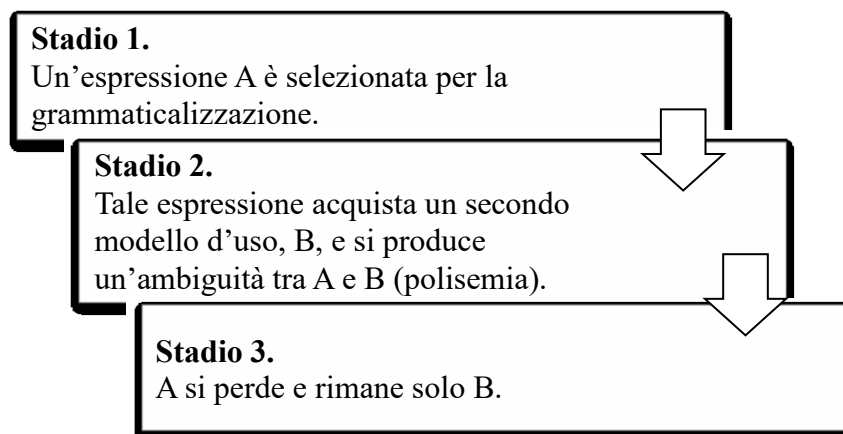 Stadio 1.
Un’espressione A è selezionata per la
grammaticalizzazione.
Stadio 2.
Tale espressione acquista un secondo
modello d’uso, B, e si produce
un’ambiguità tra A e B (polisemia).
Stadio 3.
A si perde e rimane solo B.